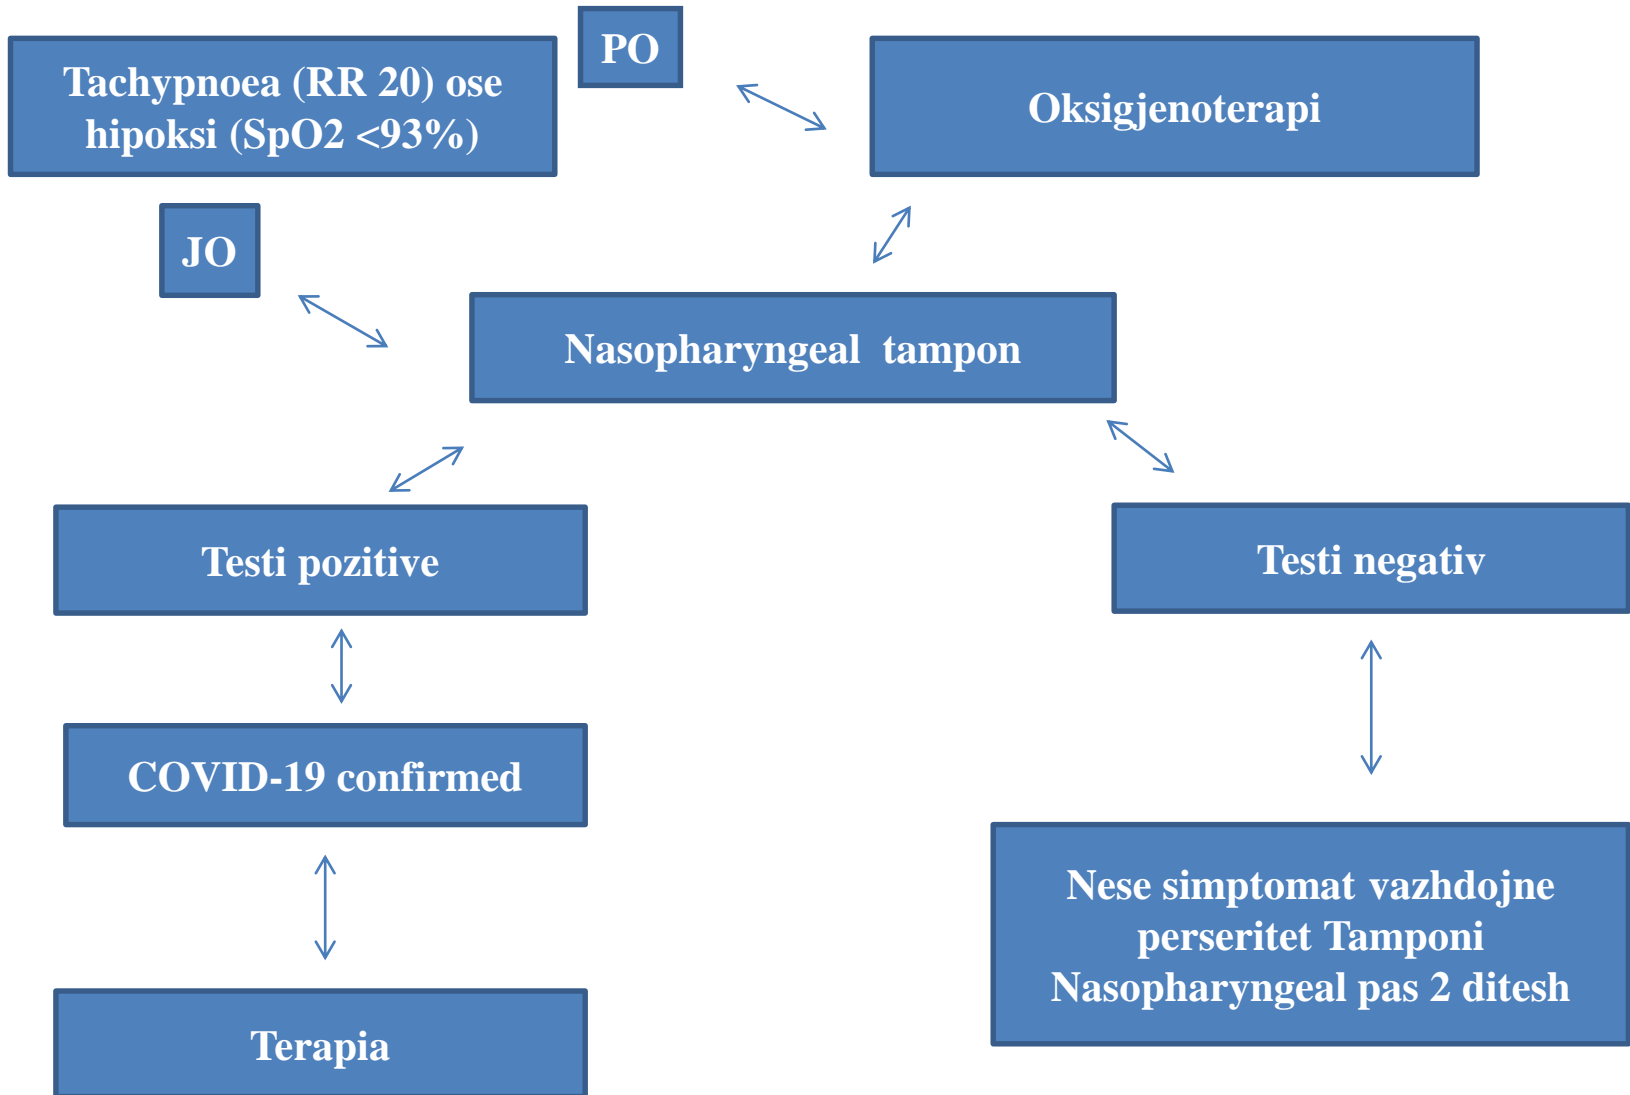 PO
Tachypnoea (RR 20) ose
hipoksi (SpO2 <93%)
Oksigjenoterapi
JO
Nasopharyngeal tampon
Testi pozitive
Testi negativ
COVID-19 confirmed
Nese simptomat vazhdojne
perseritet Tamponi
Nasopharyngeal pas 2 ditesh
Terapia